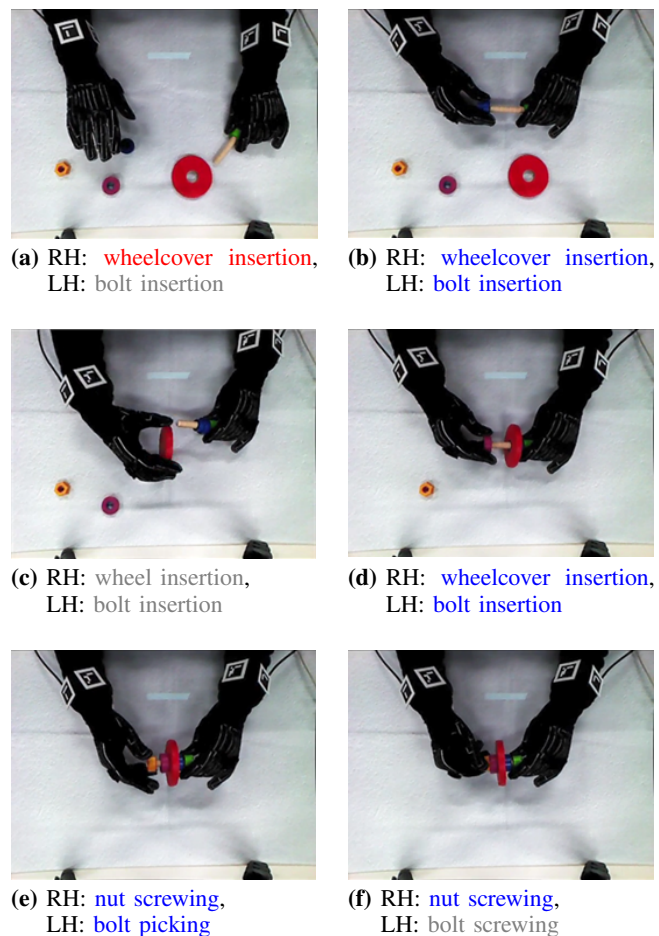 (a) RH: wheelcover insertion,
LH: bolt insertion
(b) RH: wheelcover insertion,
LH: bolt insertion
(c) RH: wheel insertion,
LH: bolt insertion
(d) RH: wheelcover insertion,
LH: bolt insertion
(e) RH: nut screwing,
LH: bolt picking
(f) RH: nut screwing,
LH: bolt screwing